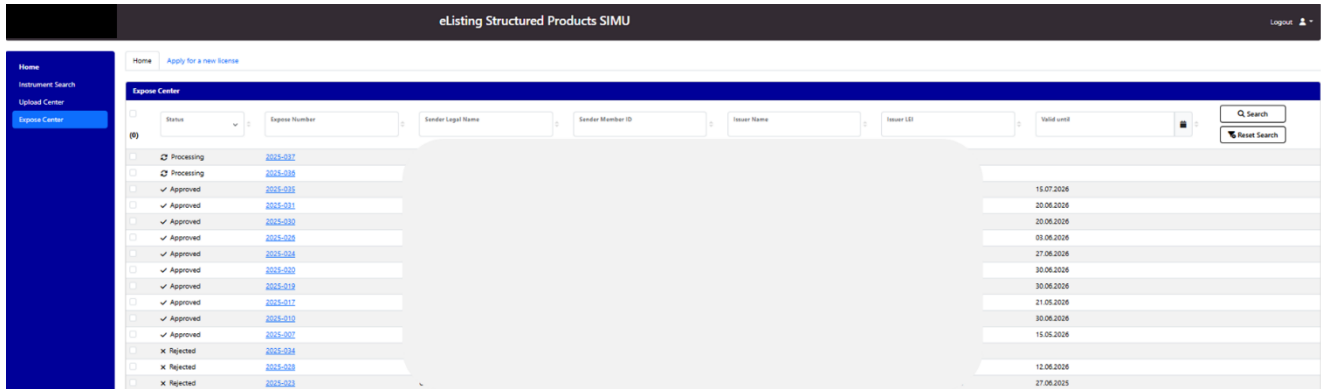 eListing Structured Products SIMU
Logout
Home
Instrument Search
Upload Center
Expose Center
Home Apply for a new license
Expose Center
(0)
Status Expose Number Sender Legal Name Sender Member ID Issuer Name Issuer LEI Valid until Search
Reset Search
Processing 2025-037
Processing 2025-036
Approved 2025-035 15.07.2026
Approved 2025-031 20.06.2026
Approved 2025-030 20.06.2026
Approved 2025-026 03.06.2026
Approved 2025-024 27.06.2026
Approved 2025-020 30.06.2026
Approved 2025-019 30.06.2026
Approved 2025-017 21.05.2026
Approved 2025-010 30.06.2026
Approved 2025-007 15.05.2026
Rejected 2025-034
Rejected 2025-028 12.06.2026
Rejected 2025-023 27.06.2025